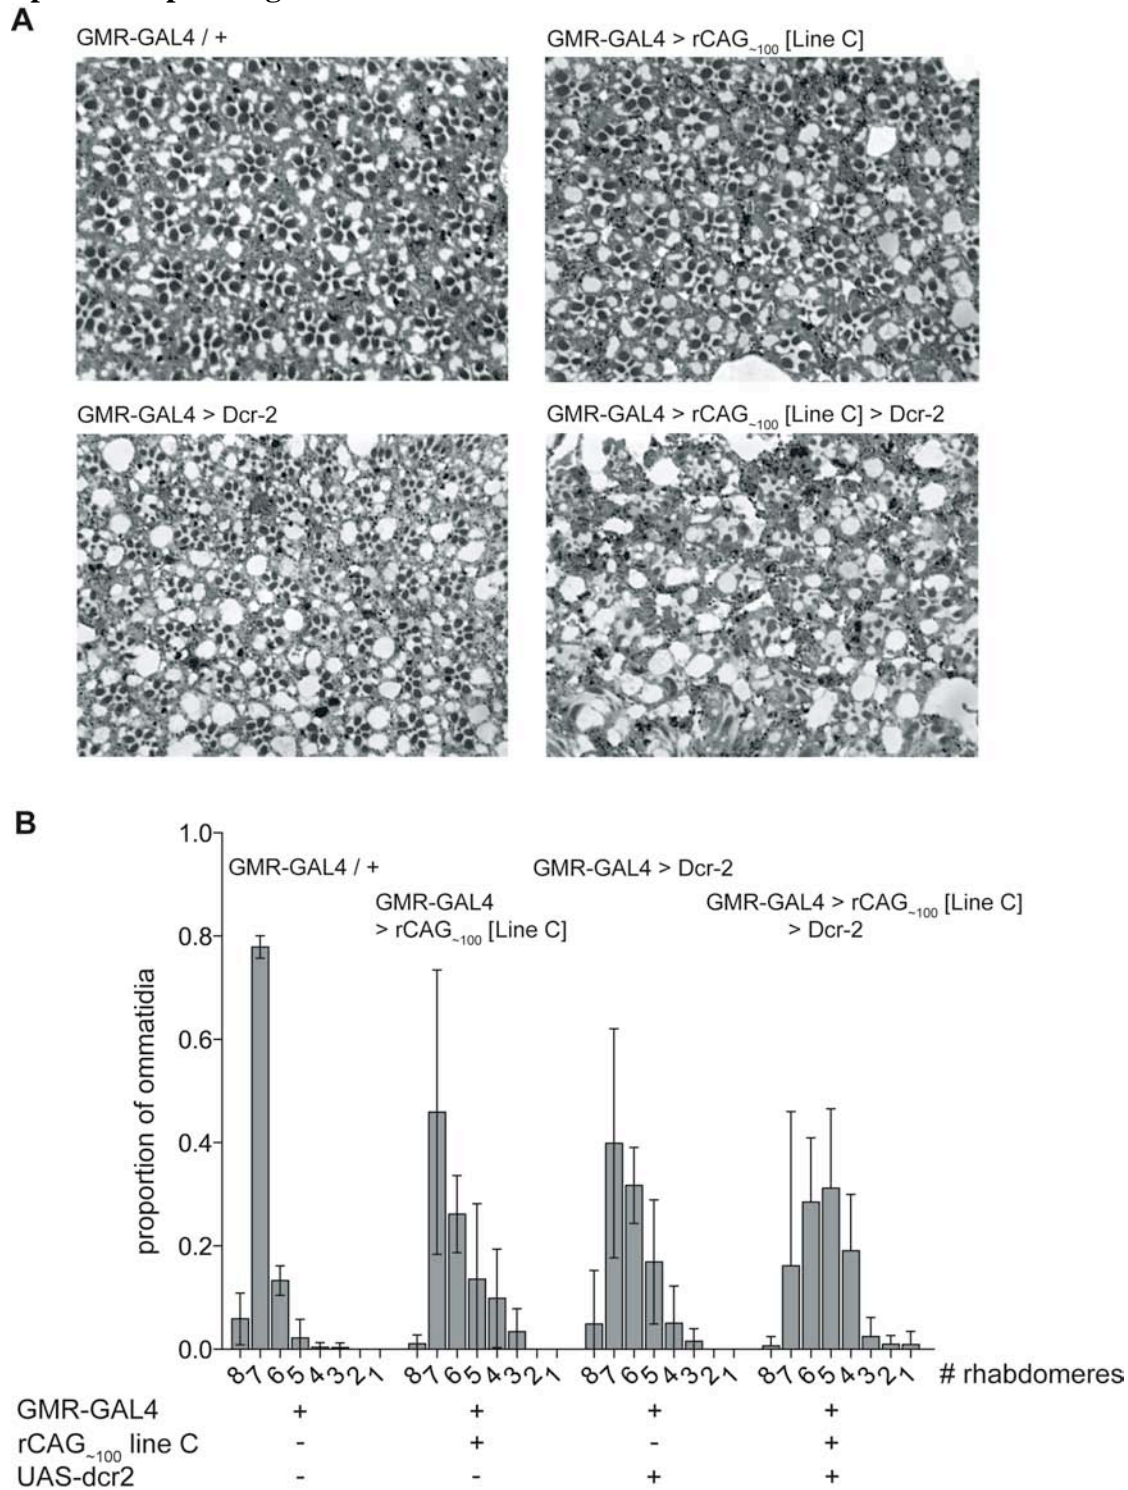 A
GMR-GAL4 / +
GMR-GAL4 > rCAG~100 [Line C]
GMR-GAL4 > Dcr-2
GMR-GAL4 > rCAG~100 [Line C] > Dcr-2
B
1.0
0.8
0.6
0.4
0.2
0.0
proportion of ommatidia
GMR-GAL4 / +
GMR-GAL4
> rCAG~100 [Line C]
GMR-GAL4 > Dcr-2
GMR-GAL4 > rCAG~100 [Line C]
> Dcr-2
8 7 6 5 4 3 2 1 8 7 6 5 4 3 2 1 8 7 6 5 4 3 2 1 8 7 6 5 4 3 2 1 # rhabdomeres
GMR-GAL4 + + + +
rCAG~100 line C - + - +
UAS-dcr2 - - + +